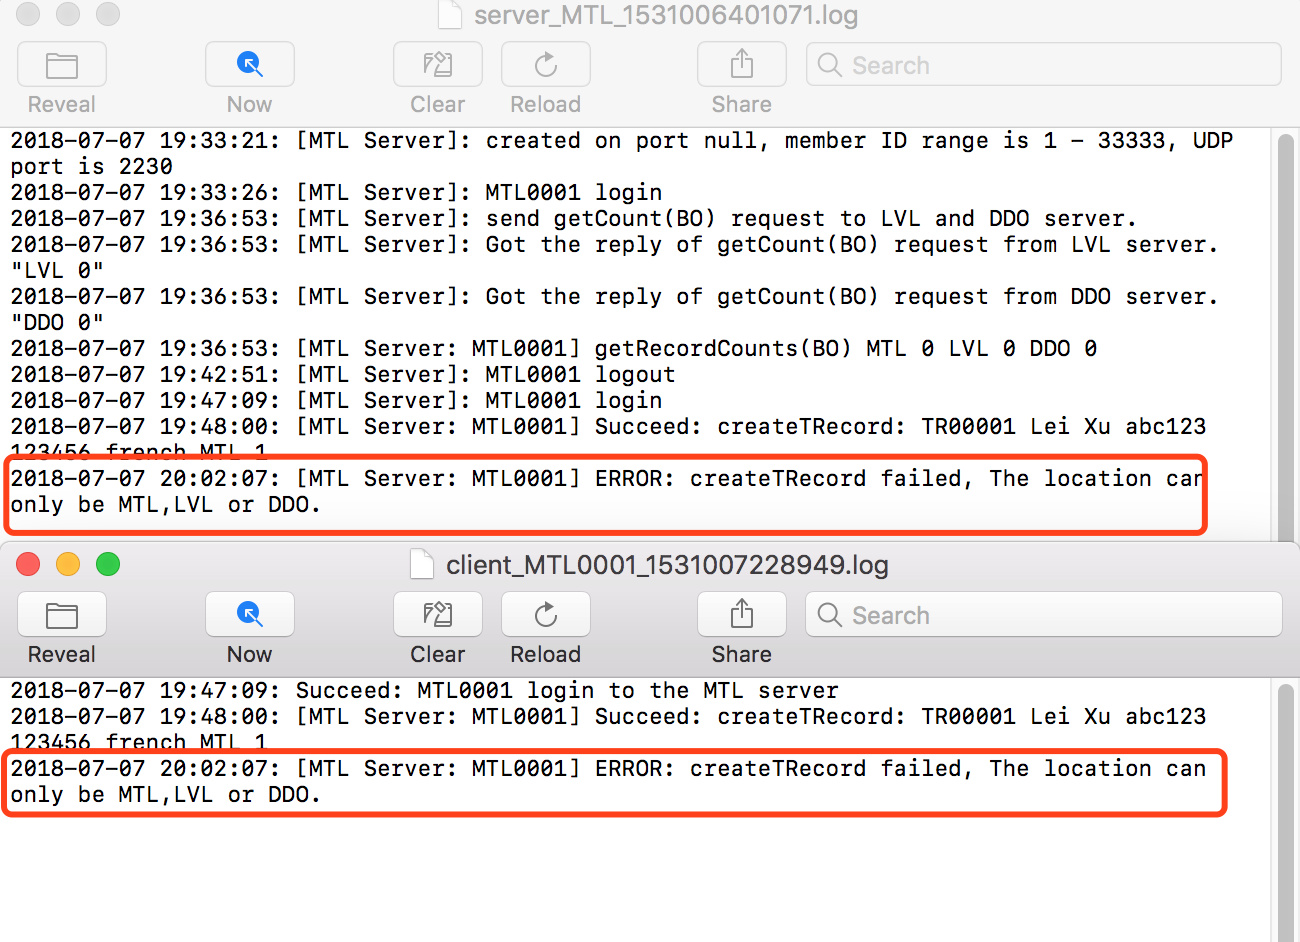 server_MTL_1531006401071.log
Reveal Now Clear Reload Share Search
2018-07-07 19:33:21: [MTL Server]: created on port null, member ID range is 1 - 33333, UDP
port is 2230
2018-07-07 19:33:26: [MTL Server]: MTL0001 login
2018-07-07 19:36:53: [MTL Server]: send getCount(BO) request to LVL and DDO server.
2018-07-07 19:36:53: [MTL Server]: Got the reply of getCount(BO) request from LVL server.
"LVL 0"
2018-07-07 19:36:53: [MTL Server]: Got the reply of getCount(BO) request from DDO server.
"DDO 0"
2018-07-07 19:36:53: [MTL Server: MTL0001] getRecordCounts(BO) MTL 0 LVL 0 DDO 0
2018-07-07 19:42:51: [MTL Server]: MTL0001 logout
2018-07-07 19:47:09: [MTL Server]: MTL0001 login
2018-07-07 19:48:00: [MTL Server: MTL0001] Succeed: createTRecord: TR00001 Lei Xu abc123
123456 french MTL 1
2018-07-07 20:02:07: [MTL Server: MTL0001] ERROR: createTRecord failed, The location can
only be MTL,LVL or DDO.
client_MTL0001_1531007228949.log
Reveal Now Clear Reload Share Search
2018-07-07 19:47:09: Succeed: MTL0001 login to the MTL server
2018-07-07 19:48:00: [MTL Server: MTL0001] Succeed: createTRecord: TR00001 Lei Xu abc123
123456 french MTL 1
2018-07-07 20:02:07: [MTL Server: MTL0001] ERROR: createTRecord failed, The location can
only be MTL,LVL or DDO.